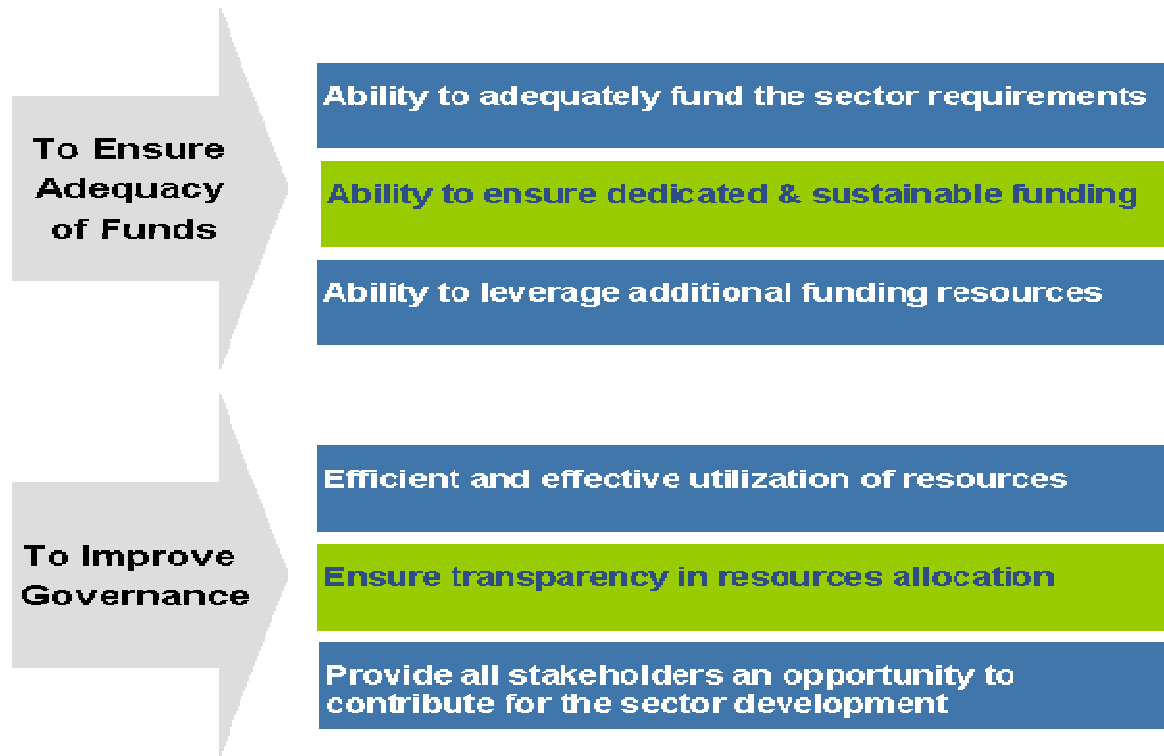 To Ensure
Adequacy
of Funds
Ability to adequately fund the sector requirements
Ability to ensure dedicated & sustainable funding
Ability to leverage additional funding resources
To Improve
Governance
Efficient and effective utilization of resources
Ensure transparency in resources allocation
Provide all stakeholders an opportunity to
contribute for the sector development